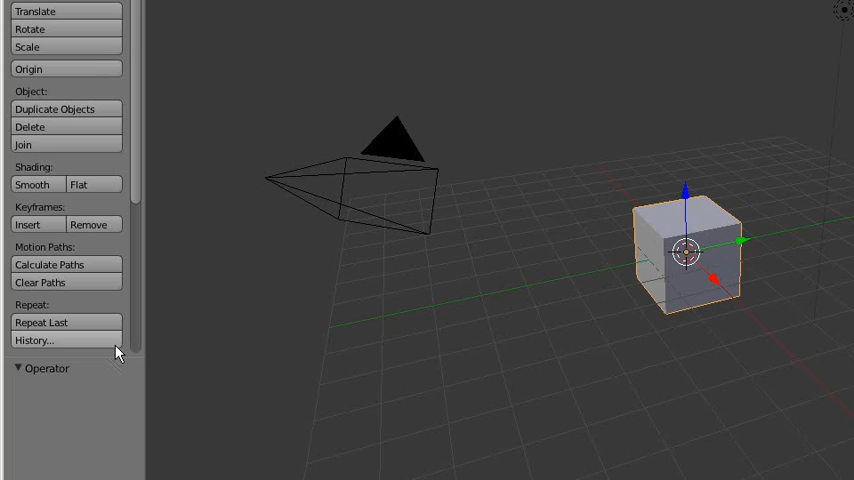 Translate
Rotate
Scale
Origin
Object:
Duplicate Objects
Delete
Join
Shading:
Smooth Flat
Keyframes:
Insert Remove
Motion Paths:
Calculate Paths
Clear Paths
Repeat:
Repeat Last
History...
Operator